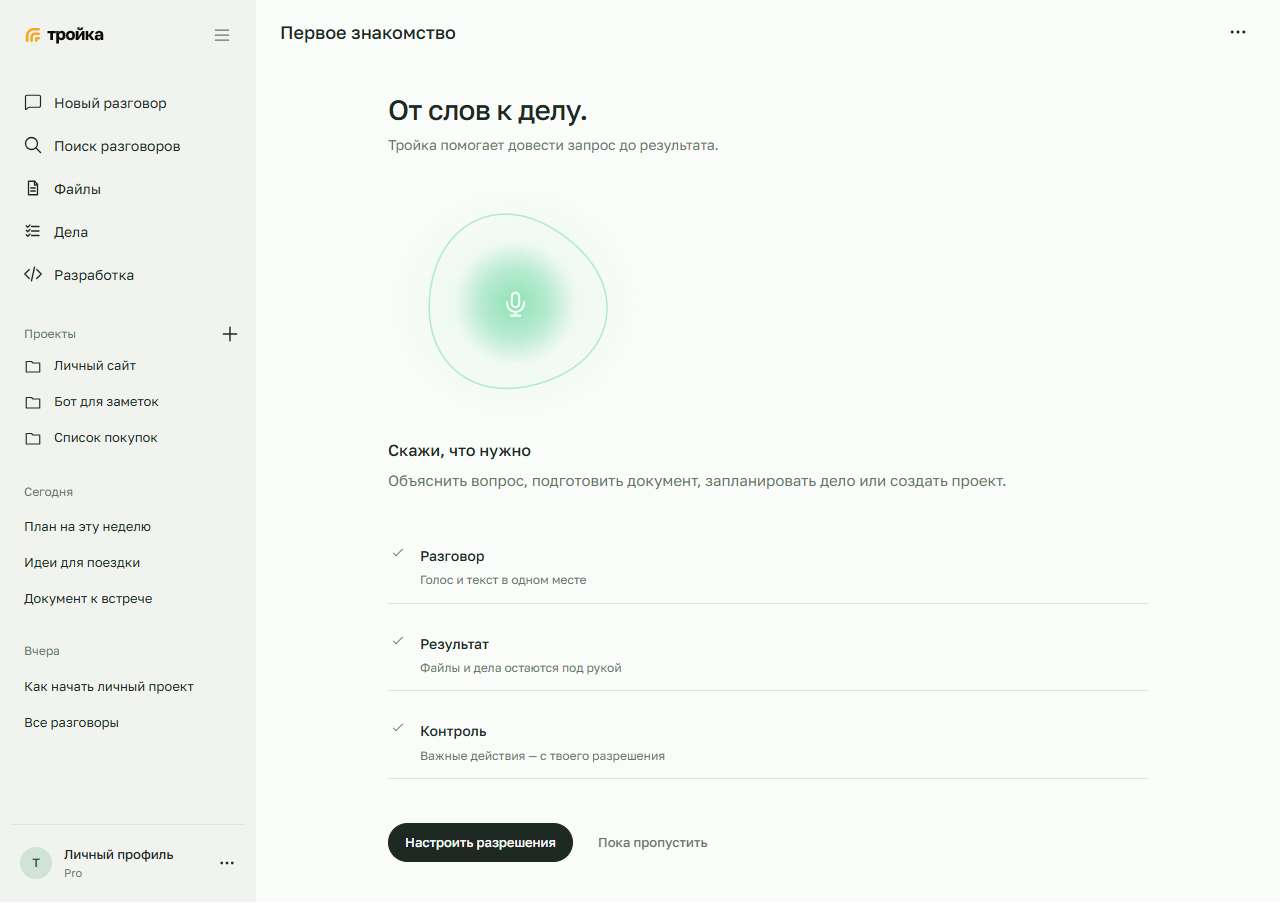 тройка
Новый разговор
Поиск разговоров
Файлы
Дела
Разработка
Проекты
Личный сайт
Бот для заметок
Список покупок
Сегодня
План на эту неделю
Идеи для поездки
Документ к встрече
Вчера
Как начать личный проект
Все разговоры
Т
Личный профиль
Pro
Первое знакомство
От слов к делу.
Тройка помогает довести запрос до результата.
Скажи, что нужно
Объяснить вопрос, подготовить документ, запланировать дело или создать проект.
Разговор
Голос и текст в одном месте
Результат
Файлы и дела остаются под рукой
Контроль
Важные действия — с твоего разрешения
Настроить разрешения
Пока пропустить